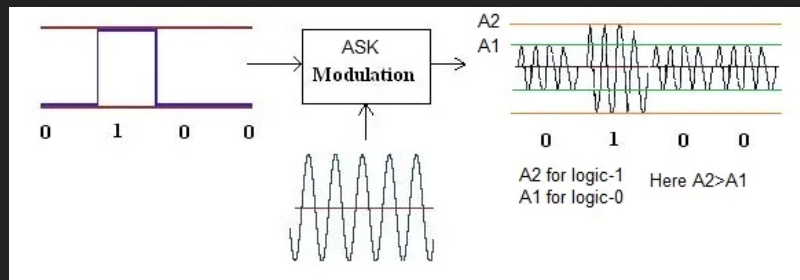 0 1 0 0
ASK
Modulation
A2
A1
0 1 0 0
A2 for logic-1
A1 for logic-0
Here A2>A1